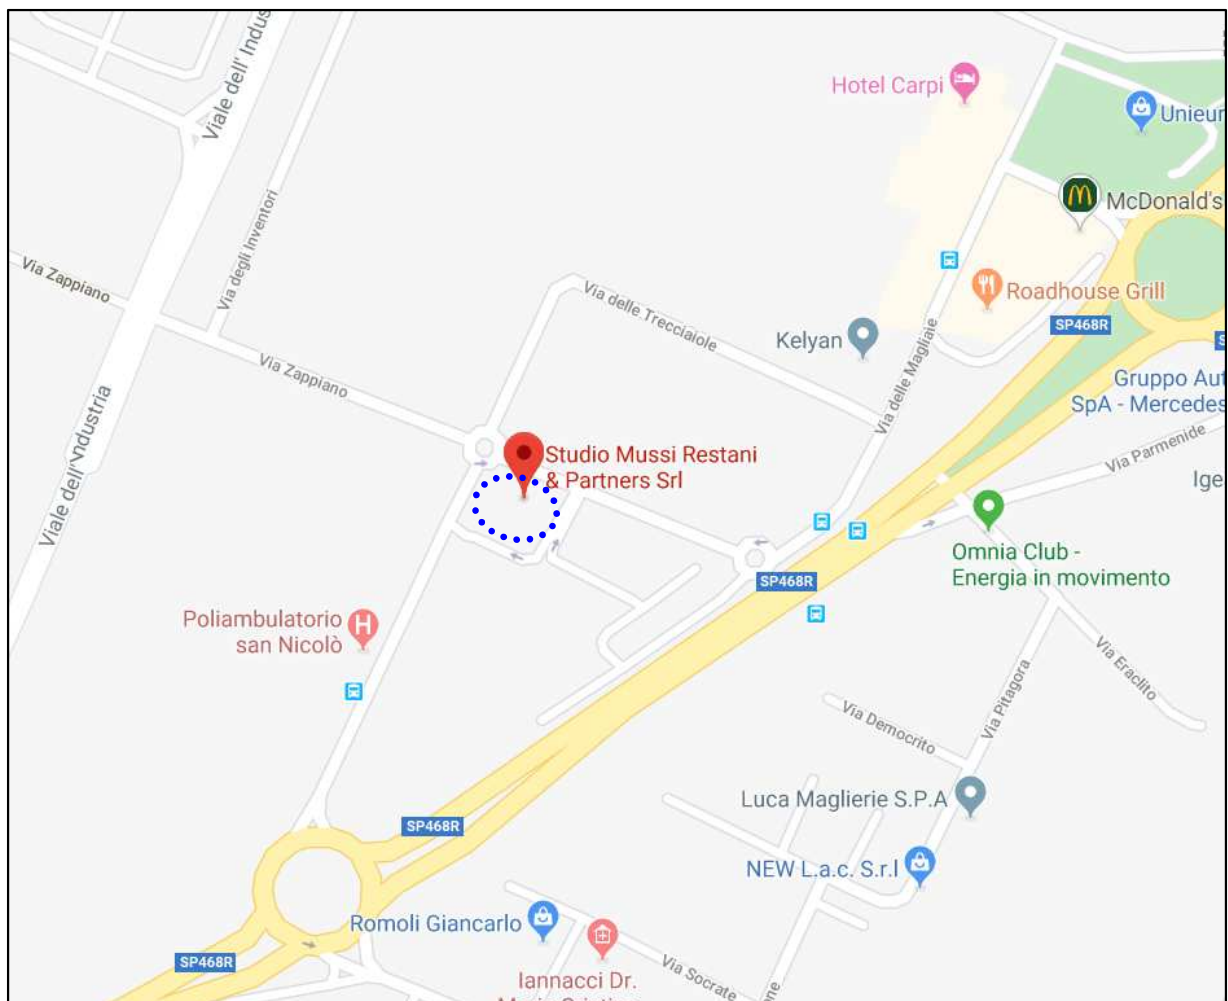 Viale dell' Indus
Hotel Carpi
Unieur
McDonald's
Via degli Inventori
Via Zappiano
Roadhouse Grill
Via delle Trecciaiole
SP468R
Kelyan
Via delle Magliaie
Via Zappiano
Gruppo Aut
SpA - Mercedes
Viale dell'Industria
Studio Mussi Restani
& Partners Srl
Via Parmenide
Ige
Omnia Club -
Energia in movimento
SP468R
Poliambulatorio
san Nicolò
H
Via Eraclito
Via Pitagora
Via Democrito
Luca Maglierie S.P.A
SP468R
NEW L.a.c. S.r.l
Romoli Giancarlo
SP468R
Via Socrate
Iannacci Dr.